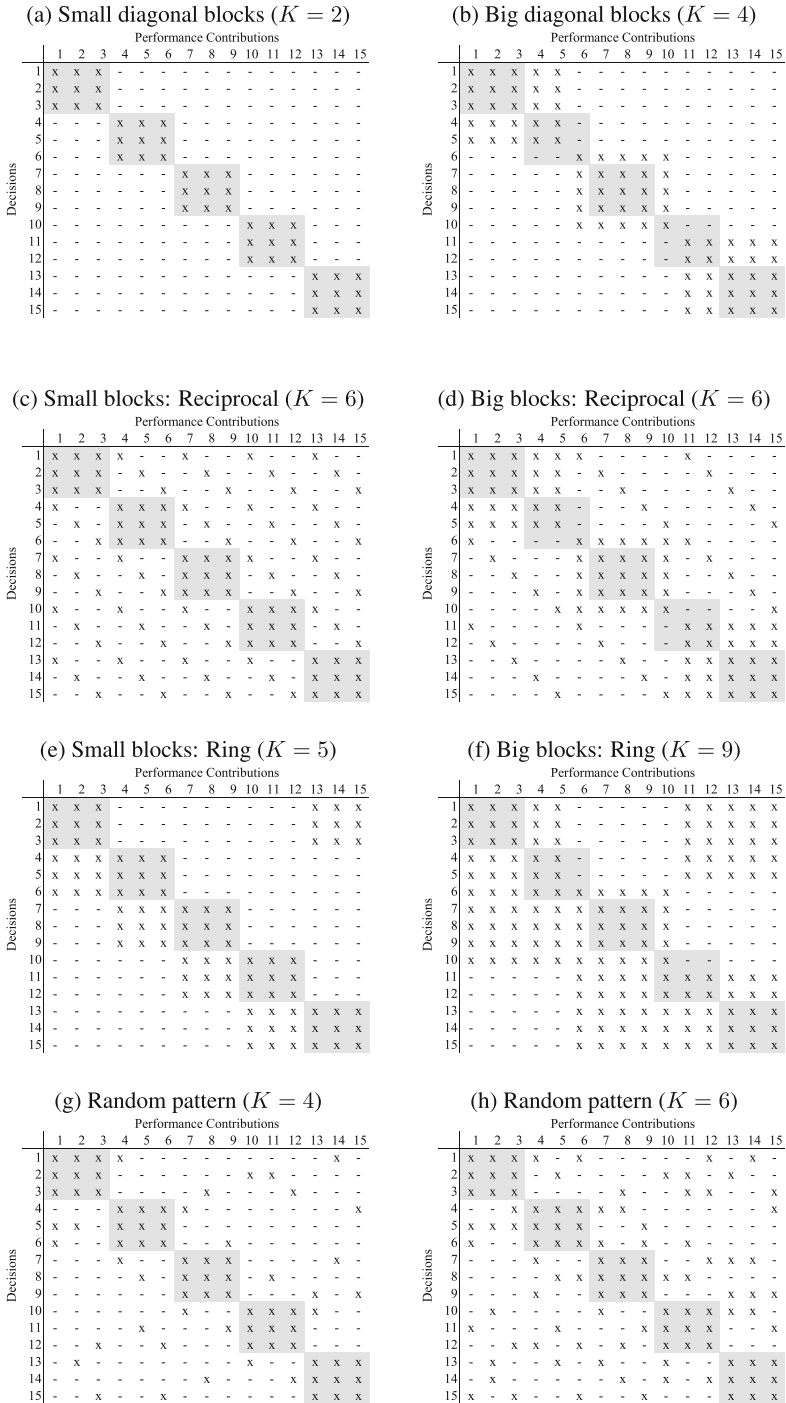 (a) Small diagonal blocks (K = 2)
Performance Contributions
1 2 3 4 5 6 7 8 9 10 11 12 13 14 15
Decisions
1 x x x - - - - - - - - - - - -
2 x x x - - - - - - - - - - - -
3 x x x - - - - - - - - - - - -
4 - - - x x x - - - - - - - - -
5 - - - x x x - - - - - - - - -
6 - - - x x x - - - - - - - - -
7 - - - - - - x x x - - - - - -
8 - - - - - - x x x - - - - - -
9 - - - - - - x x x - - - - - -
10 - - - - - - - - - x x x - - -
11 - - - - - - - - - x x x - - -
12 - - - - - - - - - x x x - - -
13 - - - - - - - - - - - - x x x
14 - - - - - - - - - - - - x x x
15 - - - - - - - - - - - - x x x
(b) Big diagonal blocks (K = 4)
Performance Contributions
1 2 3 4 5 6 7 8 9 10 11 12 13 14 15
Decisions
1 x x x x x - - - - - - - - - -
2 x x x x x - - - - - - - - - -
3 x x x x x - - - - - - - - - -
4 x x x x x - - - - - - - - - -
5 x x x x x - - - - - - - - - -
6 - - - - - x x x x x - - - - -
7 - - - - - x x x x x - - - - -
8 - - - - - x x x x x - - - - -
9 - - - - - x x x x x - - - - -
10 - - - - - x x x x x - - - - -
11 - - - - - - - - - - x x x x x
12 - - - - - - - - - - x x x x x
13 - - - - - - - - - - x x x x x
14 - - - - - - - - - - x x x x x
15 - - - - - - - - - - x x x x x
(c) Small blocks: Reciprocal (K = 6)
Performance Contributions
1 2 3 4 5 6 7 8 9 10 11 12 13 14 15
Decisions
1 x x x x - - x - - x - - x - -
2 x x x - x - - x - - x - - x -
3 x x x - - x - - x - - x - - x
4 x - - x x x x - - x - - x - -
5 - x - x x x - x - - x - - x -
6 - - x x x x - - x - - x - - x
7 x - - x - - x x x x - - x - -
8 - x - - x - x x x - x - - x -
9 - - x - - x x x x - - x - - x
10 x - - x - - x - - x x x x - -
11 - x - - x - - x - x x x - x -
12 - - x - - x - - x x x x - - x
13 x - - x - - x - - x - - x x x
14 - x - - x - - x - - x - x x x
15 - - x - - x - - x - - x x x x
(d) Big blocks: Reciprocal (K = 6)
Performance Contributions
1 2 3 4 5 6 7 8 9 10 11 12 13 14 15
Decisions
1 x x x x x x - - - - x - - - -
2 x x x x x - x - - - - x - - -
3 x x x x x - - x - - - - x - -
4 x x x x x - - - x - - - - x -
5 x x x x x - - - - x - - - - x
6 x - - - - x x x x x x - - - -
7 - x - - - x x x x x - x - - -
8 - - x - - x x x x x - - x - -
9 - - - x - x x x x x - - - x -
10 - - - - x x x x x x - - - - x
11 x - - - - x - - - - x x x x x
12 - x - - - - x - - - x x x x x
13 - - x - - - - x - - x x x x x
14 - - - x - - - - x - x x x x x
15 - - - - x - - - - x x x x x x
(e) Small blocks: Ring (K = 5)
Performance Contributions
1 2 3 4 5 6 7 8 9 10 11 12 13 14 15
Decisions
1 x x x - - - - - - - - - x x x
2 x x x - - - - - - - - - x x x
3 x x x - - - - - - - - - x x x
4 x x x x x x - - - - - - - - -
5 x x x x x x - - - - - - - - -
6 x x x x x x - - - - - - - - -
7 - - - x x x x x x - - - - - -
8 - - - x x x x x x - - - - - -
9 - - - x x x x x x - - - - - -
10 - - - - - - x x x x x x - - -
11 - - - - - - x x x x x x - - -
12 - - - - - - x x x x x x - - -
13 - - - - - - - - - x x x x x x
14 - - - - - - - - - x x x x x x
15 - - - - - - - - - x x x x x x
(f) Big blocks: Ring (K = 9)
Performance Contributions
1 2 3 4 5 6 7 8 9 10 11 12 13 14 15
Decisions
1 x x x x x - - - - - x x x x x
2 x x x x x - - - - - x x x x x
3 x x x x x - - - - - x x x x x
4 x x x x x - - - - - x x x x x
5 x x x x x - - - - - x x x x x
6 x x x x x x x x x x - - - - -
7 x x x x x x x x x x - - - - -
8 x x x x x x x x x x - - - - -
9 x x x x x x x x x x - - - - -
10 x x x x x x x x x x - - - - -
11 - - - - - x x x x x x x x x x
12 - - - - - x x x x x x x x x x
13 - - - - - x x x x x x x x x x
14 - - - - - x x x x x x x x x x
15 - - - - - x x x x x x x x x x
(g) Random pattern (K = 4)
Performance Contributions
1 2 3 4 5 6 7 8 9 10 11 12 13 14 15
Decisions
1 x x x x - - - - - - - - - x -
2 x x x - - - - - - x x - - - -
3 x x x - - - - x - - - x - - -
4 - - - x x x x - - - - - - - x
5 x x - x x x - - - - - - - - -
6 x - - x x x - - x - - - - - -
7 - - - x - - x x x - - - - x -
8 - - - - x - x x x - x - - - -
9 - - - - - - x x x - - - x - x
10 - - - - - - x - - x x x x - -
11 - - - - x - - - x x x x - - -
12 - - x - - x - - - x x x - - -
13 - x - - - - - - - x - - x x x
14 - - - - - - - x - - - x x x x
15 - - x - - x - - - - - - x x x
(h) Random pattern (K = 6)
Performance Contributions
1 2 3 4 5 6 7 8 9 10 11 12 13 14 15
Decisions
1 x x x x - x - - - - - x - x -
2 x x x - x - - - - x x - x - -
3 x x x - - - - x - - x x - - x
4 - - x x x x x x - - - - - - x
5 x x x x x x - - x - - - - - -
6 x - - x x x - - x - x - - - -
7 - - - x - - x x x - - x x x -
8 - - - - x x x x x x x - - - -
9 - - - x - - x x x - - - x x x
10 - x - - - - x - - x x x x x -
11 x - - - x - - - x x x x - - x
12 - - x x - x - x - x x x - - -
13 - x - - x - x - - x - - x x x
14 - x - - x - - x - - - x x x x
15 x - x - - x - - x - - - x x x